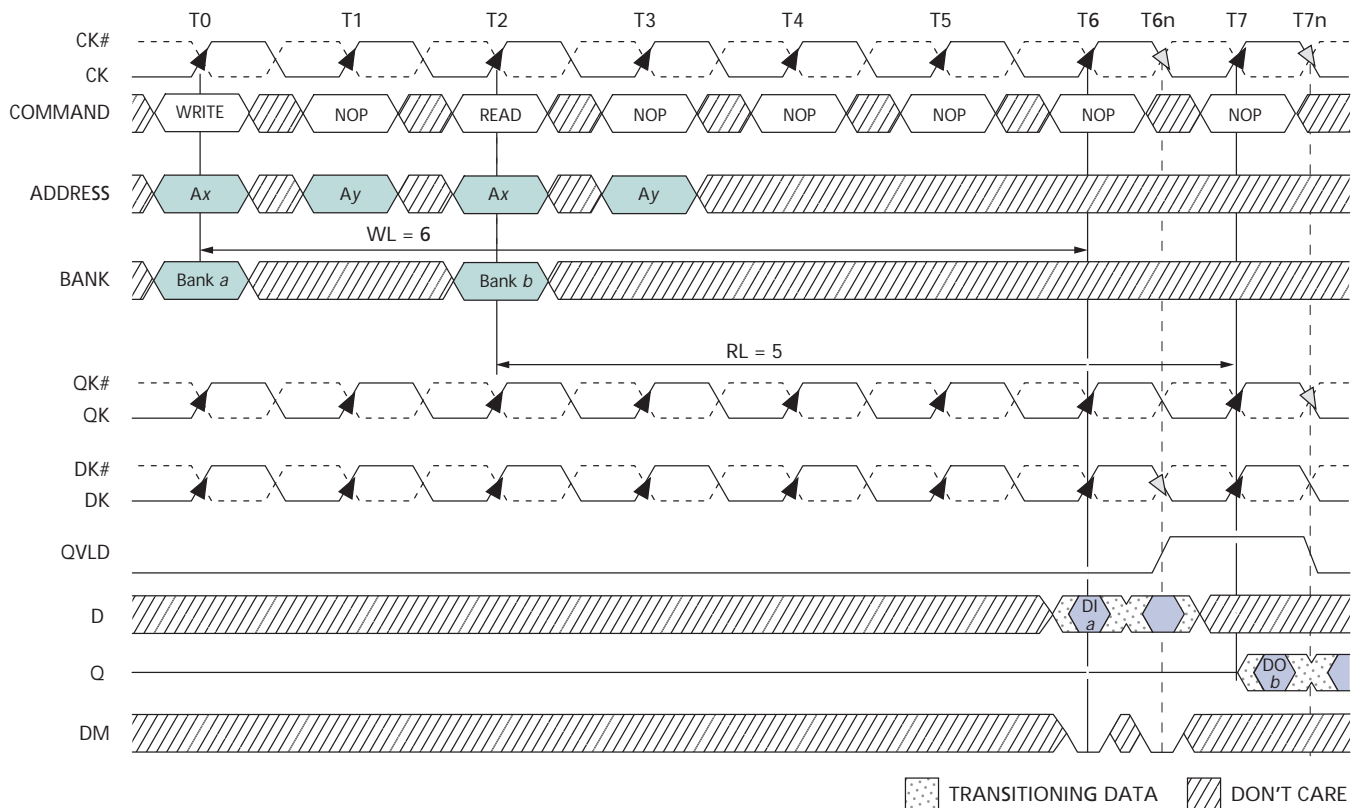 T0 T1 T2 T3 T4 T5 T6 T6n T7 T7n
CK#
CK
COMMAND WRITE NOP READ NOP NOP NOP NOP NOP
ADDRESS Ax Ay Ax Ay
WL = 6
BANK Bank a Bank b
RL = 5
QK#
QK
DK#
DK
QVLD
D DI a
Q DO b
DM
TRANSITIONING DATA DON'T CARE